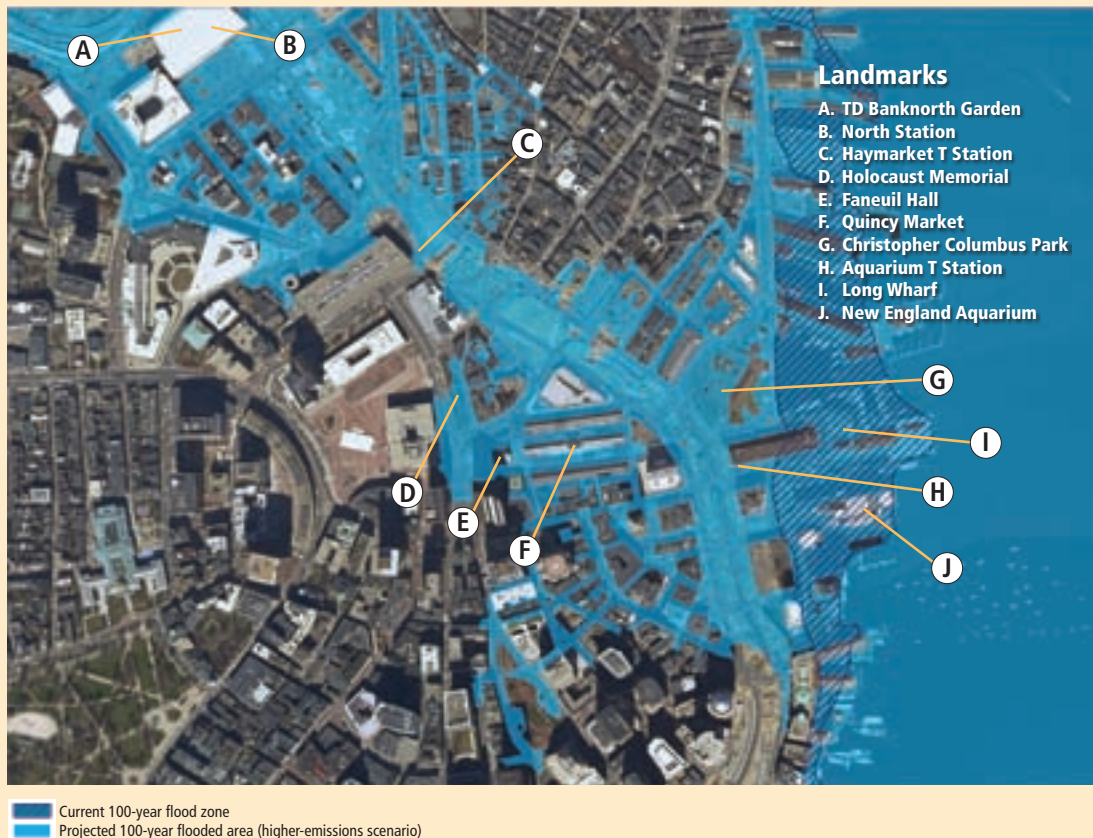 A
B
C
Landmarks
A. TD Banknorth Garden
B. North Station
C. Haymarket T Station
D. Holocaust Memorial
E. Faneuil Hall
F. Quincy Market
G. Christopher Columbus Park
H. Aquarium T Station
I. Long Wharf
J. New England Aquarium
G
I
D
H
E
F
J
Current 100-year flood zone
Projected 100-year flooded area (higher-emissions scenario)